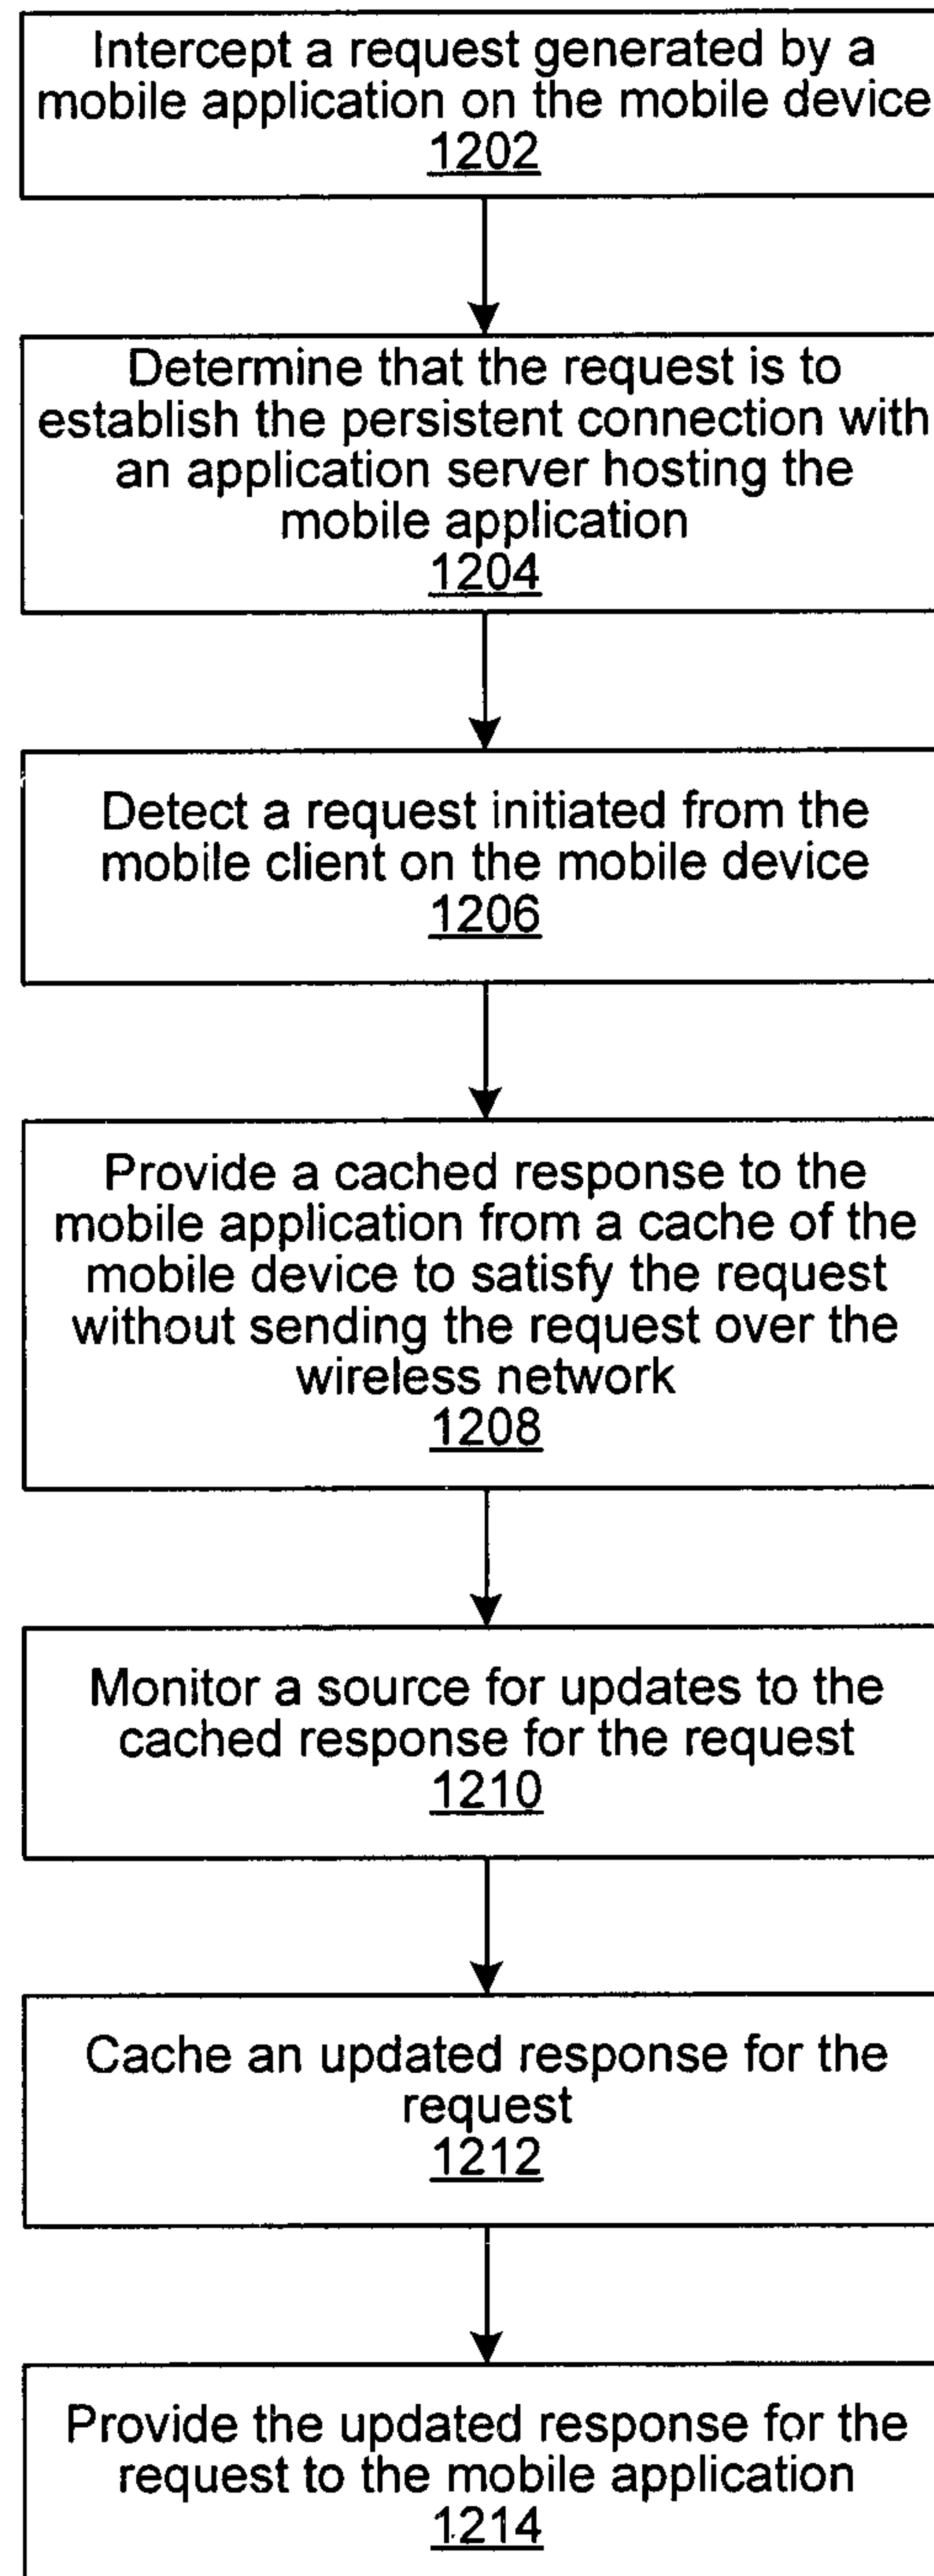 Intercept a request generated by a
mobile application on the mobile device
1202
Determine that the request is to
establish the persistent connection with
an application server hosting the
mobile application
1204
Detect a request initiated from the
mobile client on the mobile device
1206
Provide a cached response to the
mobile application from a cache of the
mobile device to satisfy the request
without sending the request over the
wireless network
1208
Monitor a source for updates to the
cached response for the request
1210
Cache an updated response for the
request
1212
Provide the updated response for the
request to the mobile application
1214